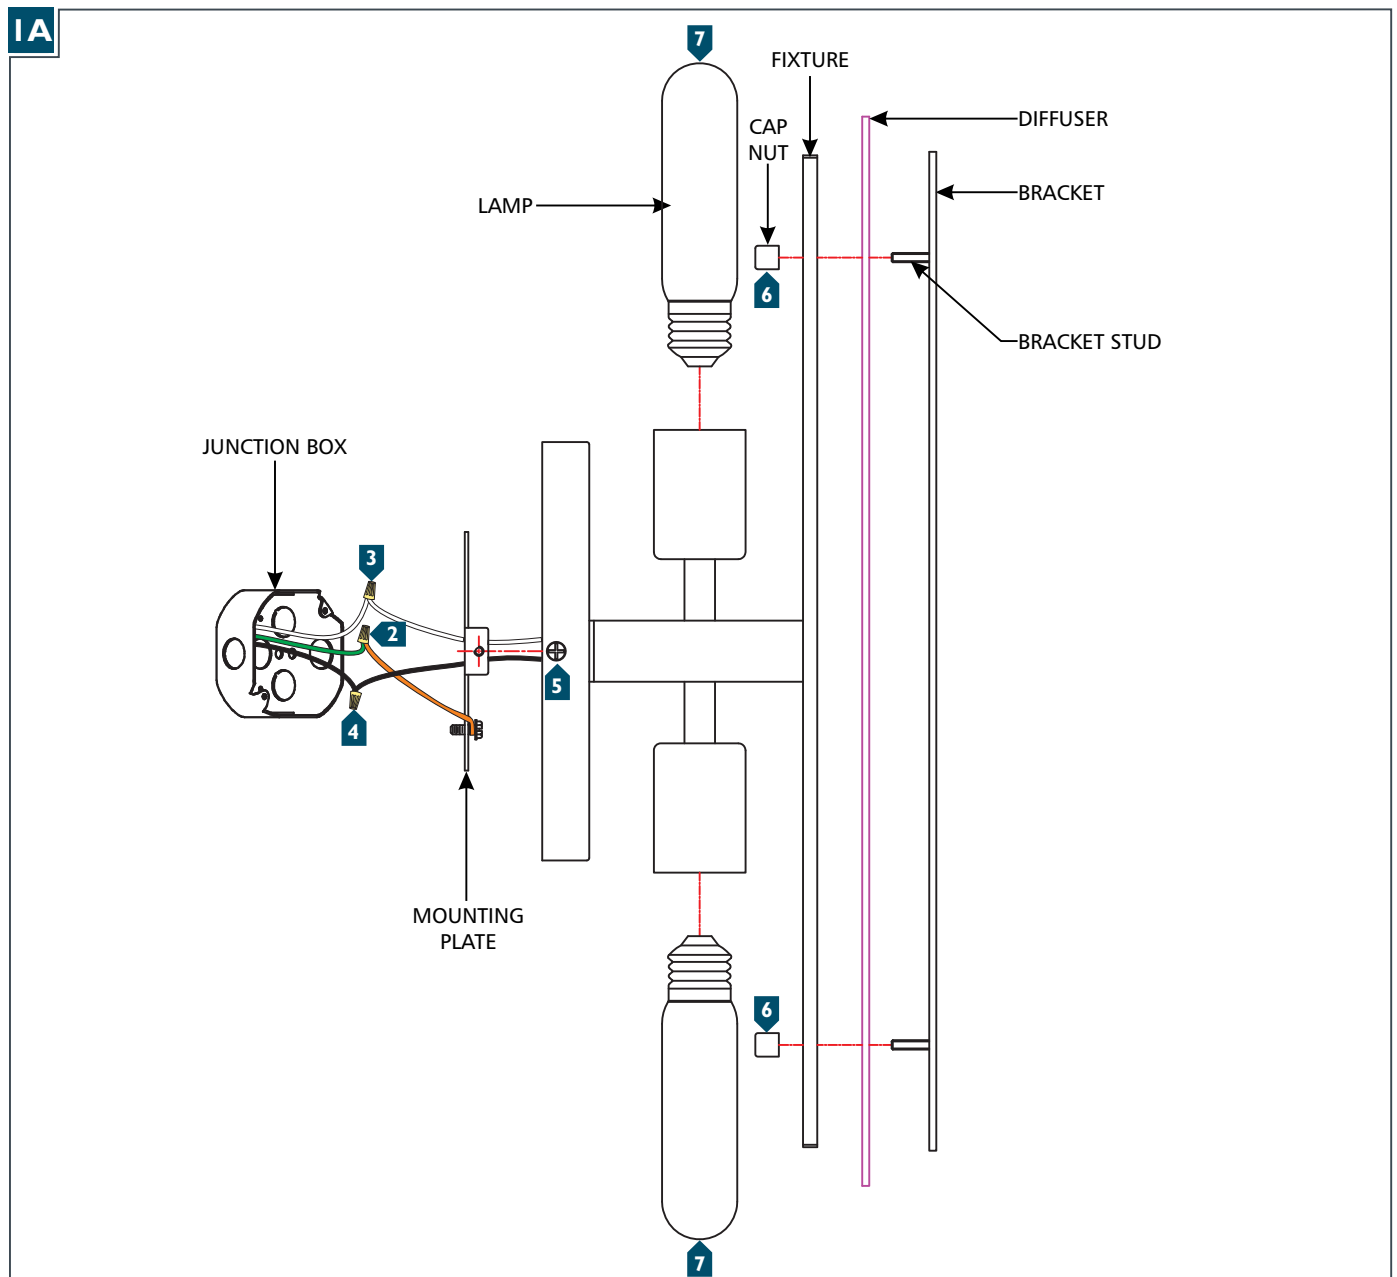 1A
7
FIXTURE
CAP
NUT
DIFFUSER
BRACKET
LAMP
6
BRACKET STUD
JUNCTION BOX
3
2
5
4
MOUNTING
PLATE
6
7